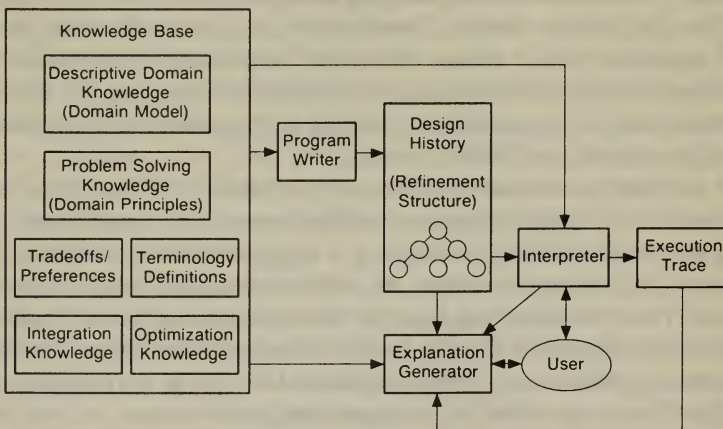 Knowledge Base
Descriptive Domain
Knowledge
(Domain Model)
Problem Solving
Knowledge
(Domain Principles)
Tradeoffs/
Preferences
Terminology
Definitions
Integration
Knowledge
Optimization
Knowledge
Program
Writer
Design
History
(Refinement
Structure)
Interpreter
Execution
Trace
Explanation
Generator
User